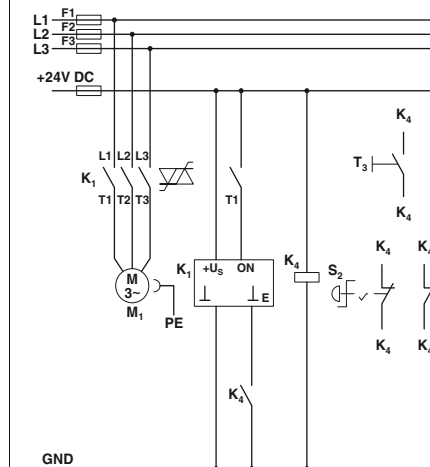 L1 F1
L2 F2
L3 F3
+24V DC
L1 L2 L3
K1
T1 T2 T3
T1
K4
T3
K4
K1 +US ON
E
K4
S2
K4 K4
M
3~
M1
PE
K4 K4
K4
GND